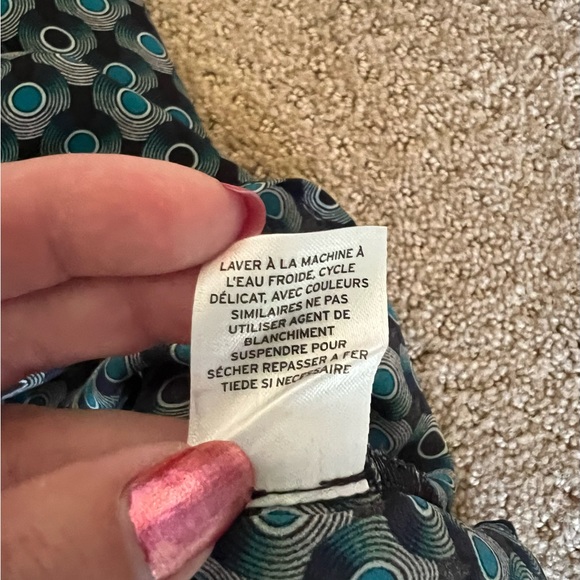 LAVER À LA MACHINE À
L'EAU FROIDE, CYCLE
DÉLICAT, AVEC COULEURS
SIMILAIRES NE PAS
UTILISER AGENT DE
BLANCHIMENT
SUSPENDRE POUR
SÉCHER REPASSER A FER
TIEDE SI NECESSAIRE